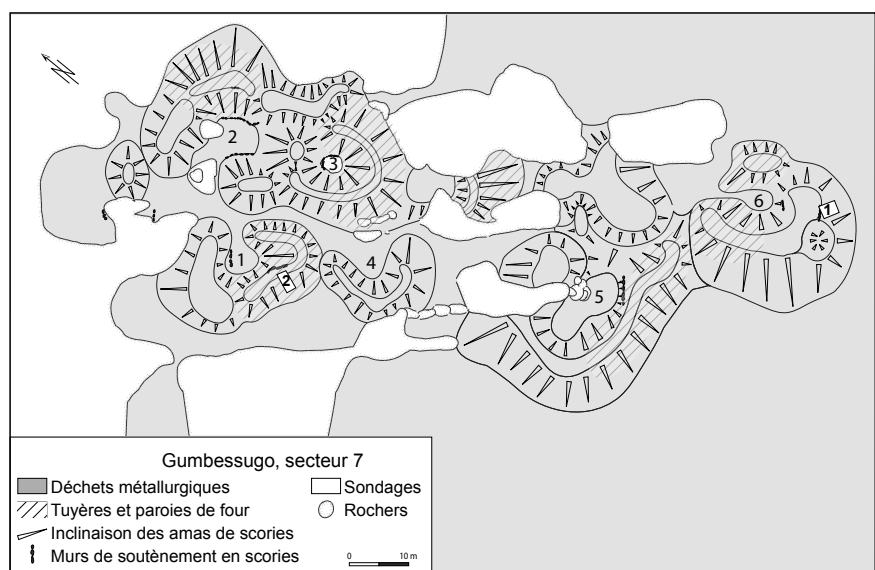 2
3
6
1
1
2
4
5
Gumbessugo, secteur 7
Déchets métallurgiques
Sondages
Tuyères et paroies de four
Rochers
Inclinaison des amas de scories
Murs de soutènement en scories
0 10 m
N